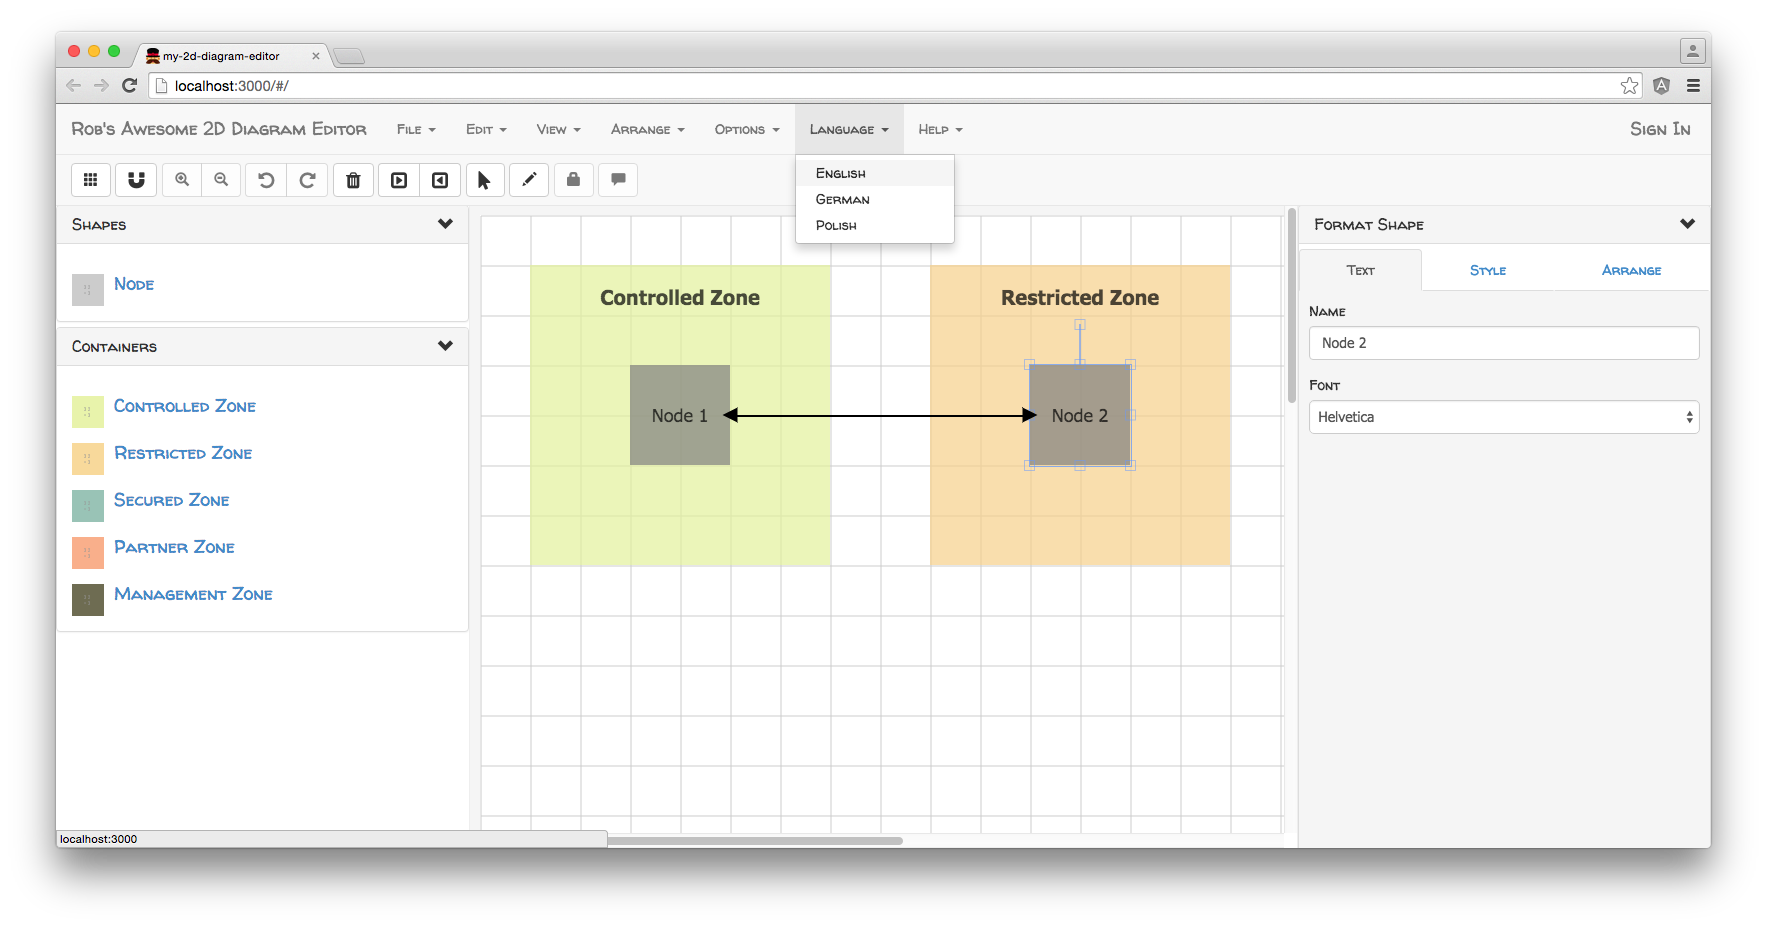 my-2d-diagram-editor
localhost:3000/#/
Rob's Awesome 2D Diagram Editor File Edit View Arrange Options Language Help Sign In
English
German
Polish
Shapes
Node
Containers
Controlled Zone
Restricted Zone
Secured Zone
Partner Zone
Management Zone
Controlled Zone
Restricted Zone
Node 1
Node 2
Format Shape
Text Style Arrange
Name
Node 2
Font
Helvetica
localhost:3000